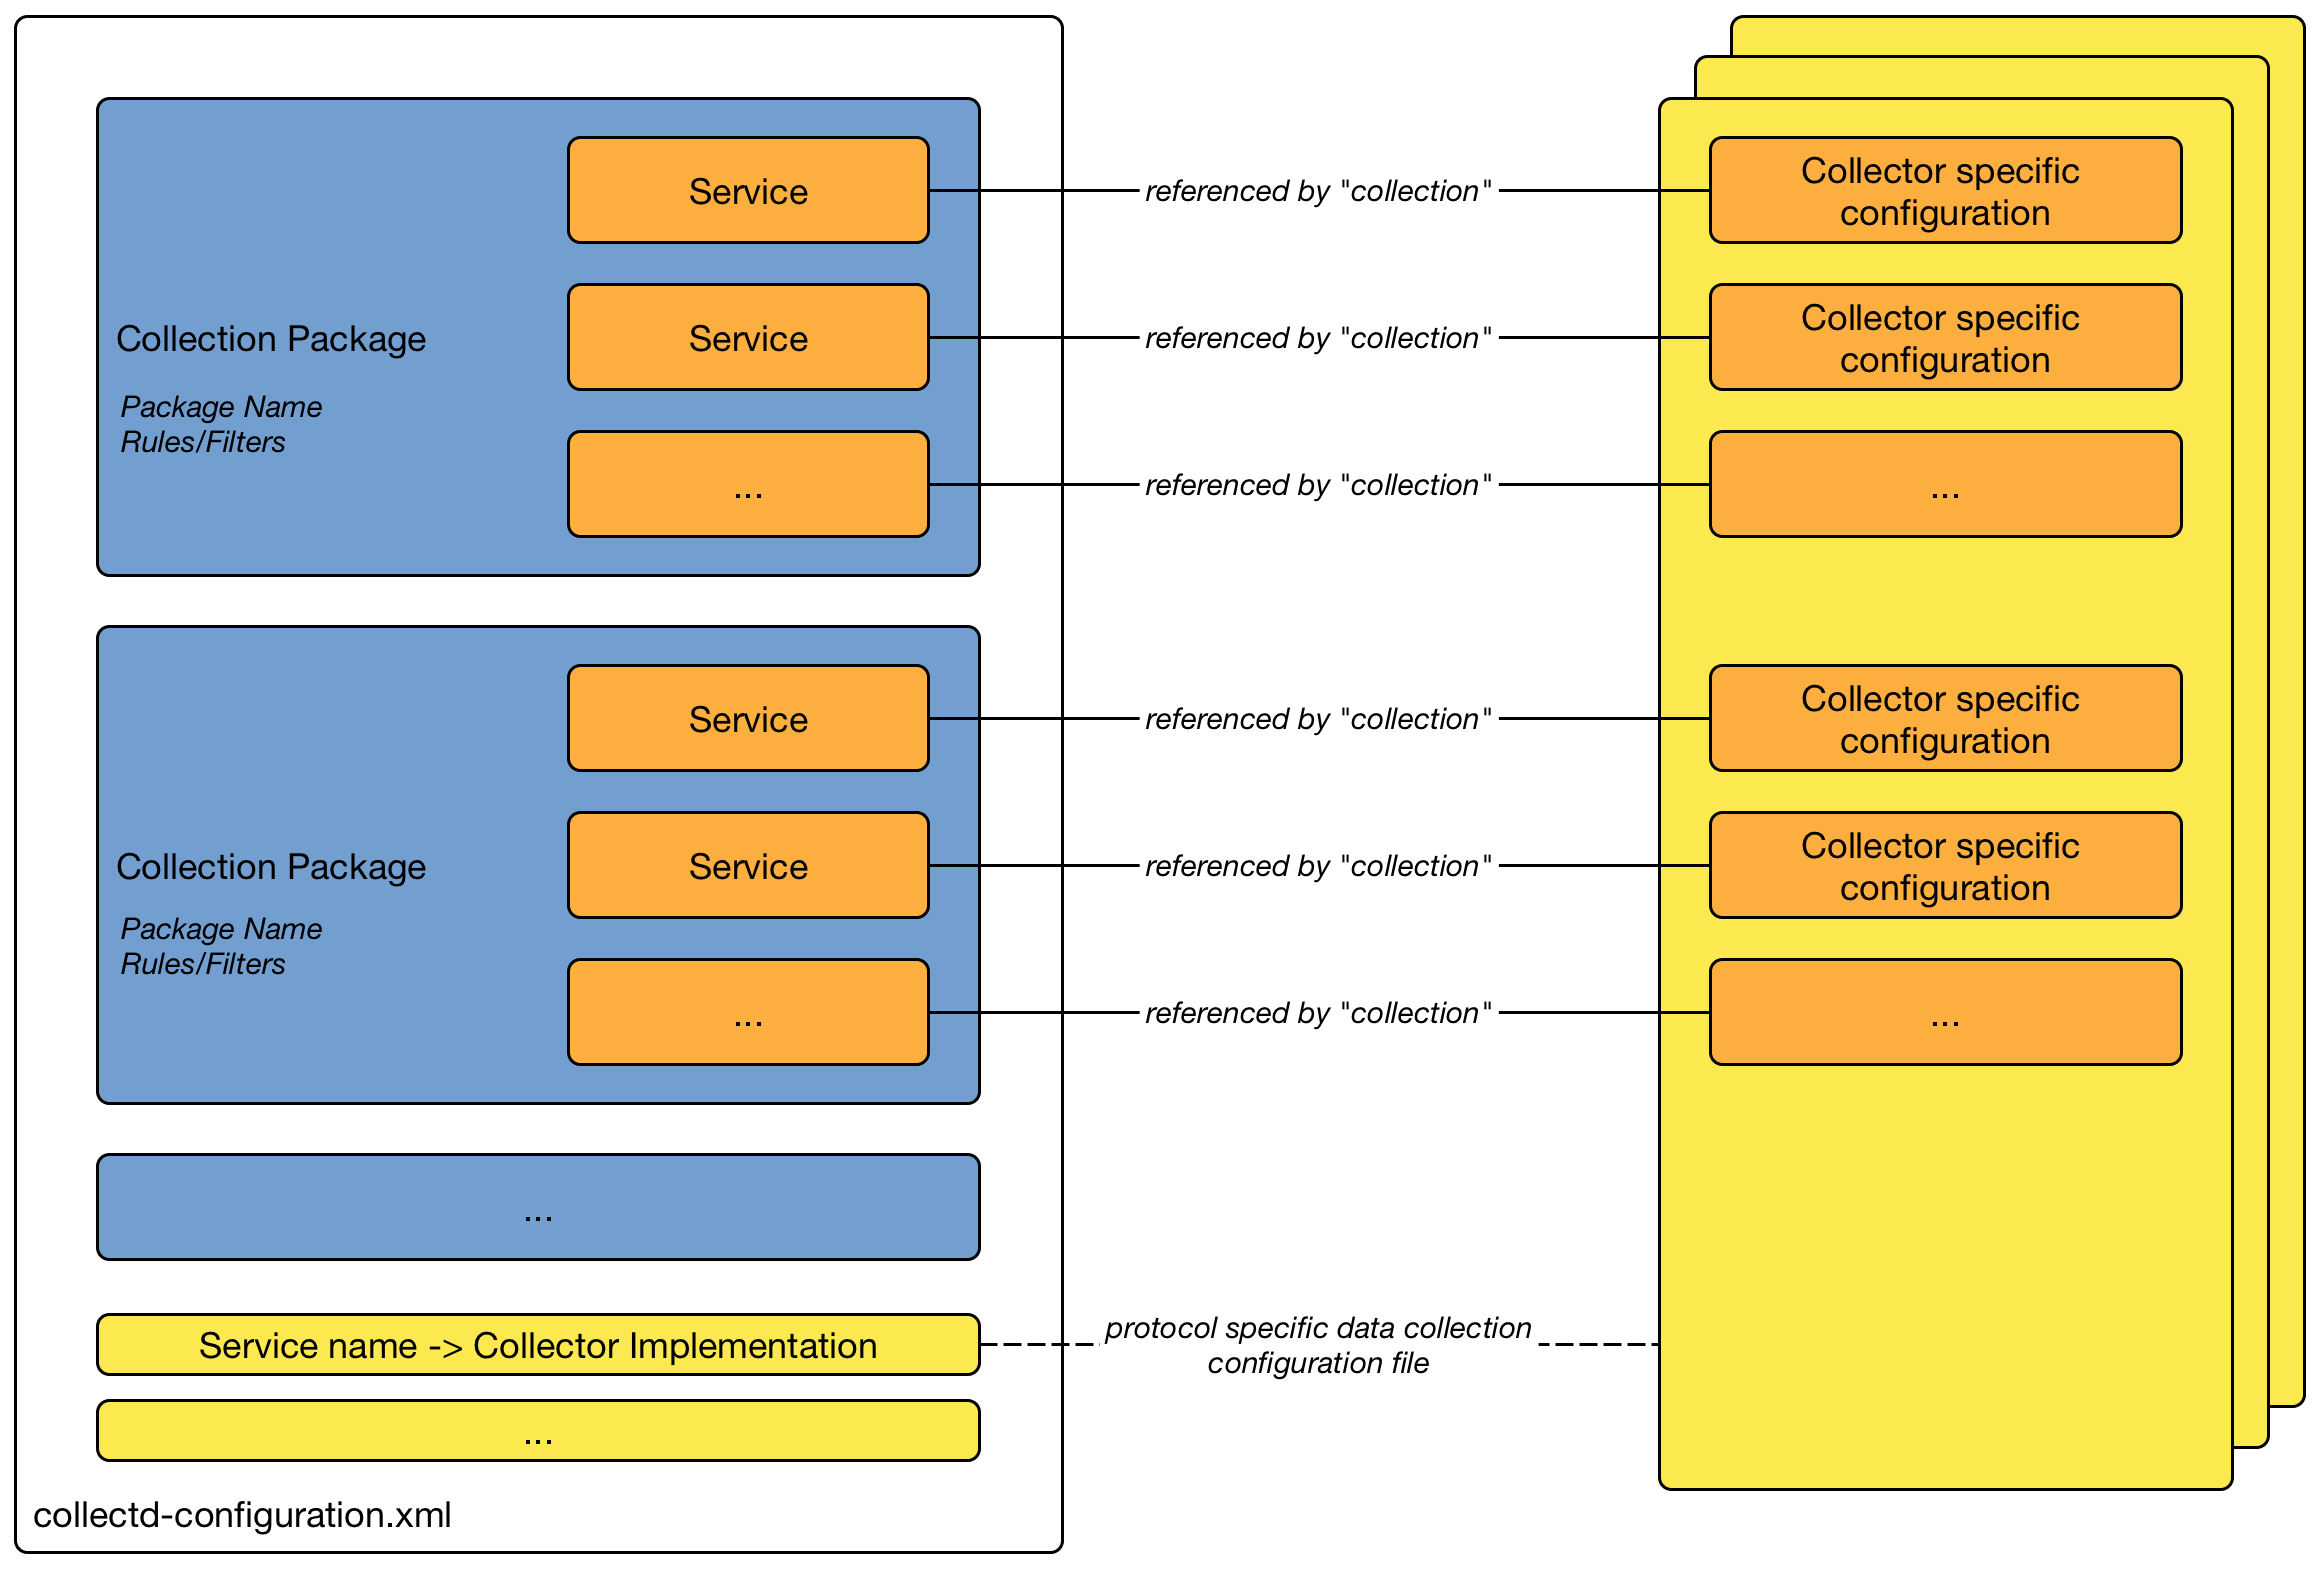 Service
referenced by "collection"
Collector specific
configuration
Collection Package
Package Name
Rules/Filters
Service
referenced by "collection"
Collector specific
configuration
...
referenced by "collection"
...
Service
referenced by "collection"
Collector specific
configuration
Collection Package
Package Name
Rules/Filters
Service
referenced by "collection"
Collector specific
configuration
...
referenced by "collection"
...
...
Service name -> Collector Implementation
protocol specific data collection
configuration file
...
collectd-configuration.xml